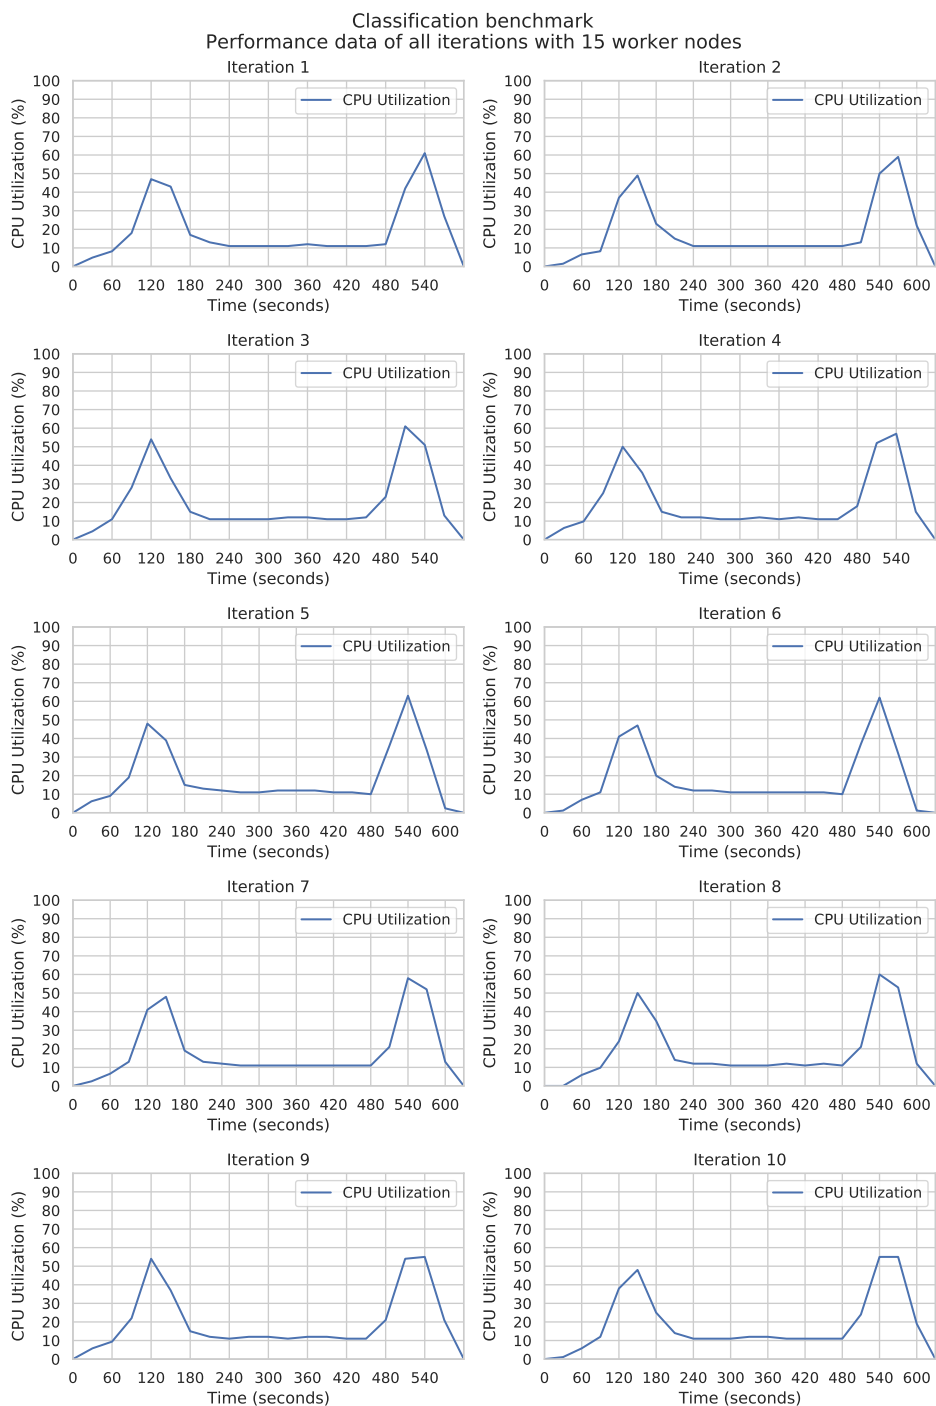 Classification benchmark
Performance data of all iterations with 15 worker nodes
Iteration 1
CPU Utilization (%)
100
90
80
70
60
50
40
30
20
10
0
CPU Utilization
0 60 120 180 240 300 360 420 480 540
Time (seconds)
Iteration 2
CPU Utilization (%)
100
90
80
70
60
50
40
30
20
10
0
CPU Utilization
0 60 120 180 240 300 360 420 480 540 600
Time (seconds)
Iteration 3
CPU Utilization (%)
100
90
80
70
60
50
40
30
20
10
0
CPU Utilization
0 60 120 180 240 300 360 420 480 540
Time (seconds)
Iteration 4
CPU Utilization (%)
100
90
80
70
60
50
40
30
20
10
0
CPU Utilization
0 60 120 180 240 300 360 420 480 540
Time (seconds)
Iteration 5
CPU Utilization (%)
100
90
80
70
60
50
40
30
20
10
0
CPU Utilization
0 60 120 180 240 300 360 420 480 540 600
Time (seconds)
Iteration 6
CPU Utilization (%)
100
90
80
70
60
50
40
30
20
10
0
CPU Utilization
0 60 120 180 240 300 360 420 480 540 600
Time (seconds)
Iteration 7
CPU Utilization (%)
100
90
80
70
60
50
40
30
20
10
0
CPU Utilization
0 60 120 180 240 300 360 420 480 540 600
Time (seconds)
Iteration 8
CPU Utilization (%)
100
90
80
70
60
50
40
30
20
10
0
CPU Utilization
0 60 120 180 240 300 360 420 480 540 600
Time (seconds)
Iteration 9
CPU Utilization (%)
100
90
80
70
60
50
40
30
20
10
0
CPU Utilization
0 60 120 180 240 300 360 420 480 540
Time (seconds)
Iteration 10
CPU Utilization (%)
100
90
80
70
60
50
40
30
20
10
0
CPU Utilization
0 60 120 180 240 300 360 420 480 540 600
Time (seconds)